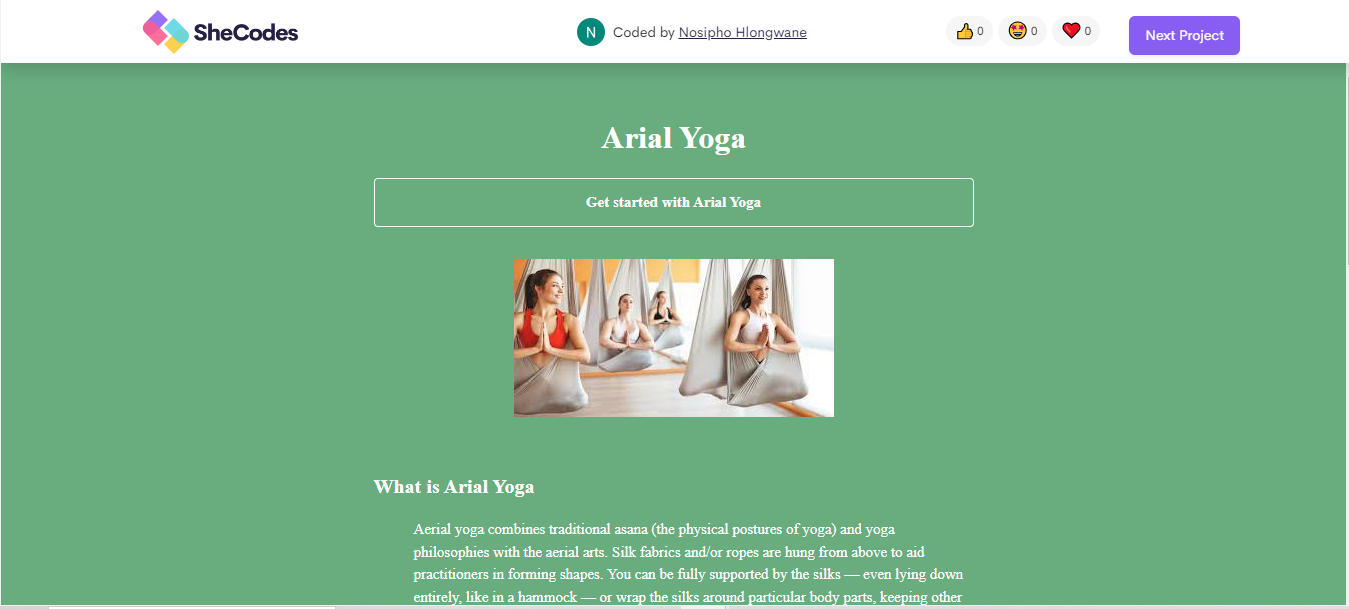 SheCodes
N Coded by Nosipho Hlongwane
0 0 0
Next Project
Arial Yoga
Get started with Arial Yoga
What is Arial Yoga
Aerial yoga combines traditional asana (the physical postures of yoga) and yoga
philosophies with the aerial arts. Silk fabrics and/or ropes are hung from above to aid
practitioners in forming shapes. You can be fully supported by the silks — even lying down
entirely, like in a hammock — or wrap the silks around particular body parts, keeping other